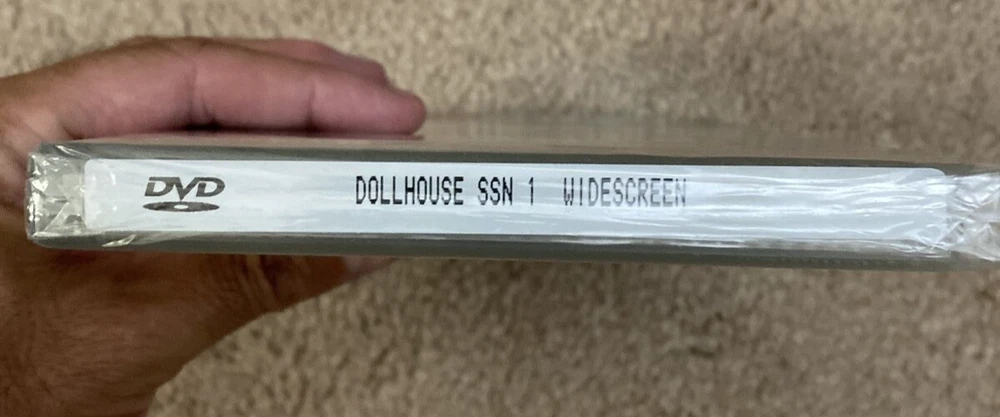 DVD DOLLHOUSE SSN 1 WIDESCREEN